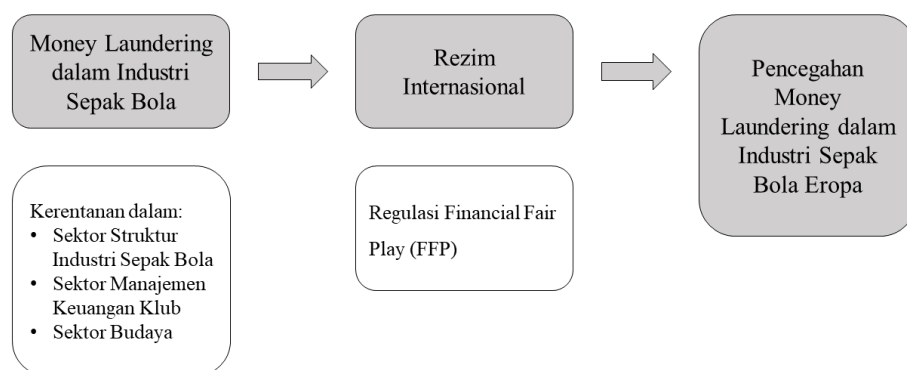 Money Laundering
dalam Industri
Sepak Bola
Rezim
Internasional
Pencegahan
Money
Laundering dalam
Industri Sepak
Bola Eropa
Kerentanan dalam:
• Sektor Struktur
Industri Sepak Bola
• Sektor Manajemen
Keuangan Klub
• Sektor Budaya
Regulasi Financial Fair
Play (FFP)